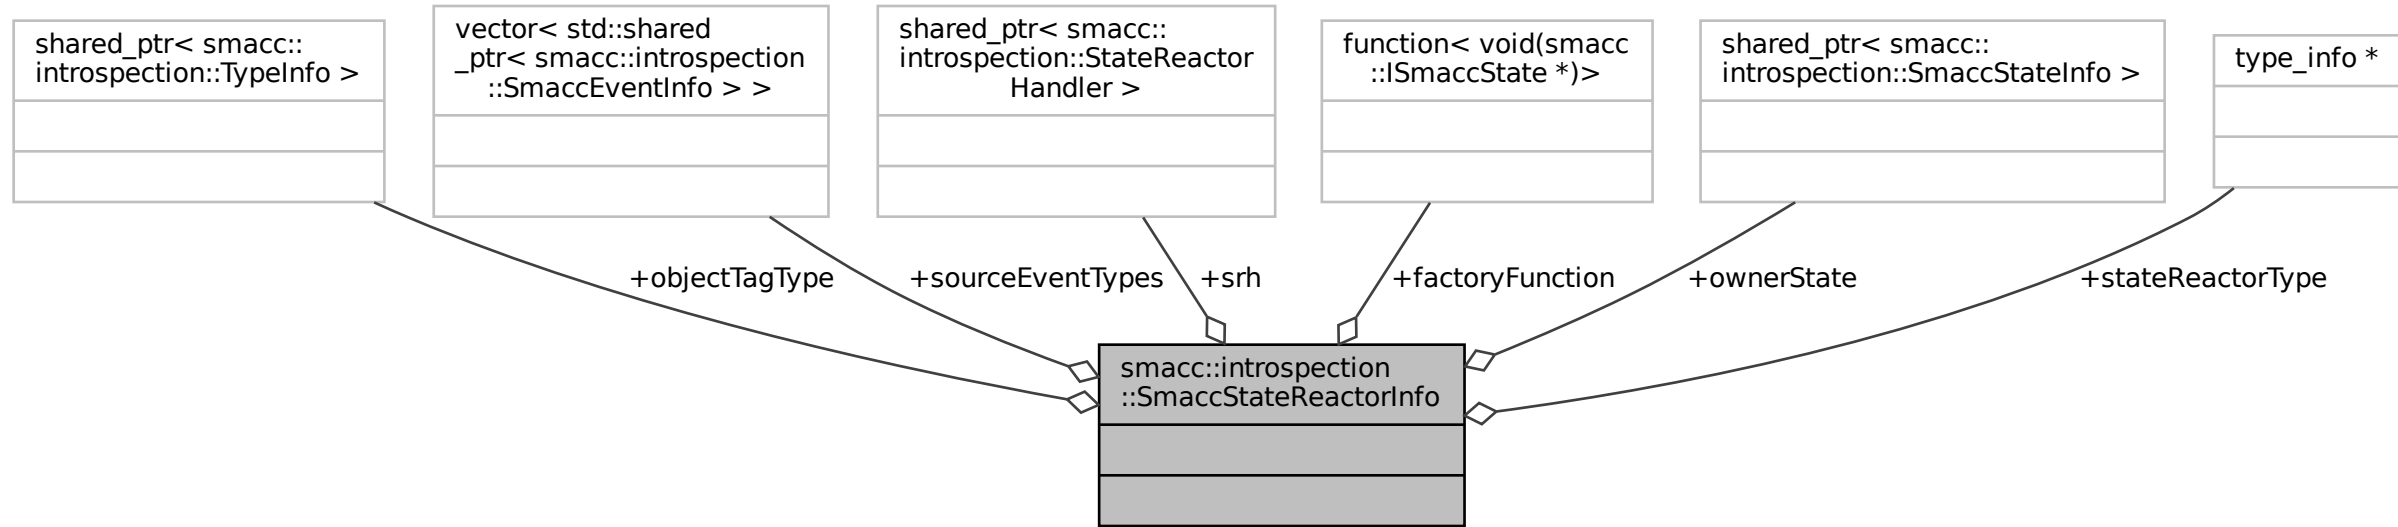 shared_ptr< smacc::
introspection::TypeInfo >
vector< std::shared
_ptr< smacc::introspection
::SmaccEventInfo > >
shared_ptr< smacc::
introspection::StateReactor
Handler >
function< void(smacc
::ISmaccState *)>
shared_ptr< smacc::
introspection::SmaccStateInfo >
type_info *
+objectTagType
+sourceEventTypes
+srh
+factoryFunction
+ownerState
+stateReactorType
smacc::introspection
::SmaccStateReactorInfo